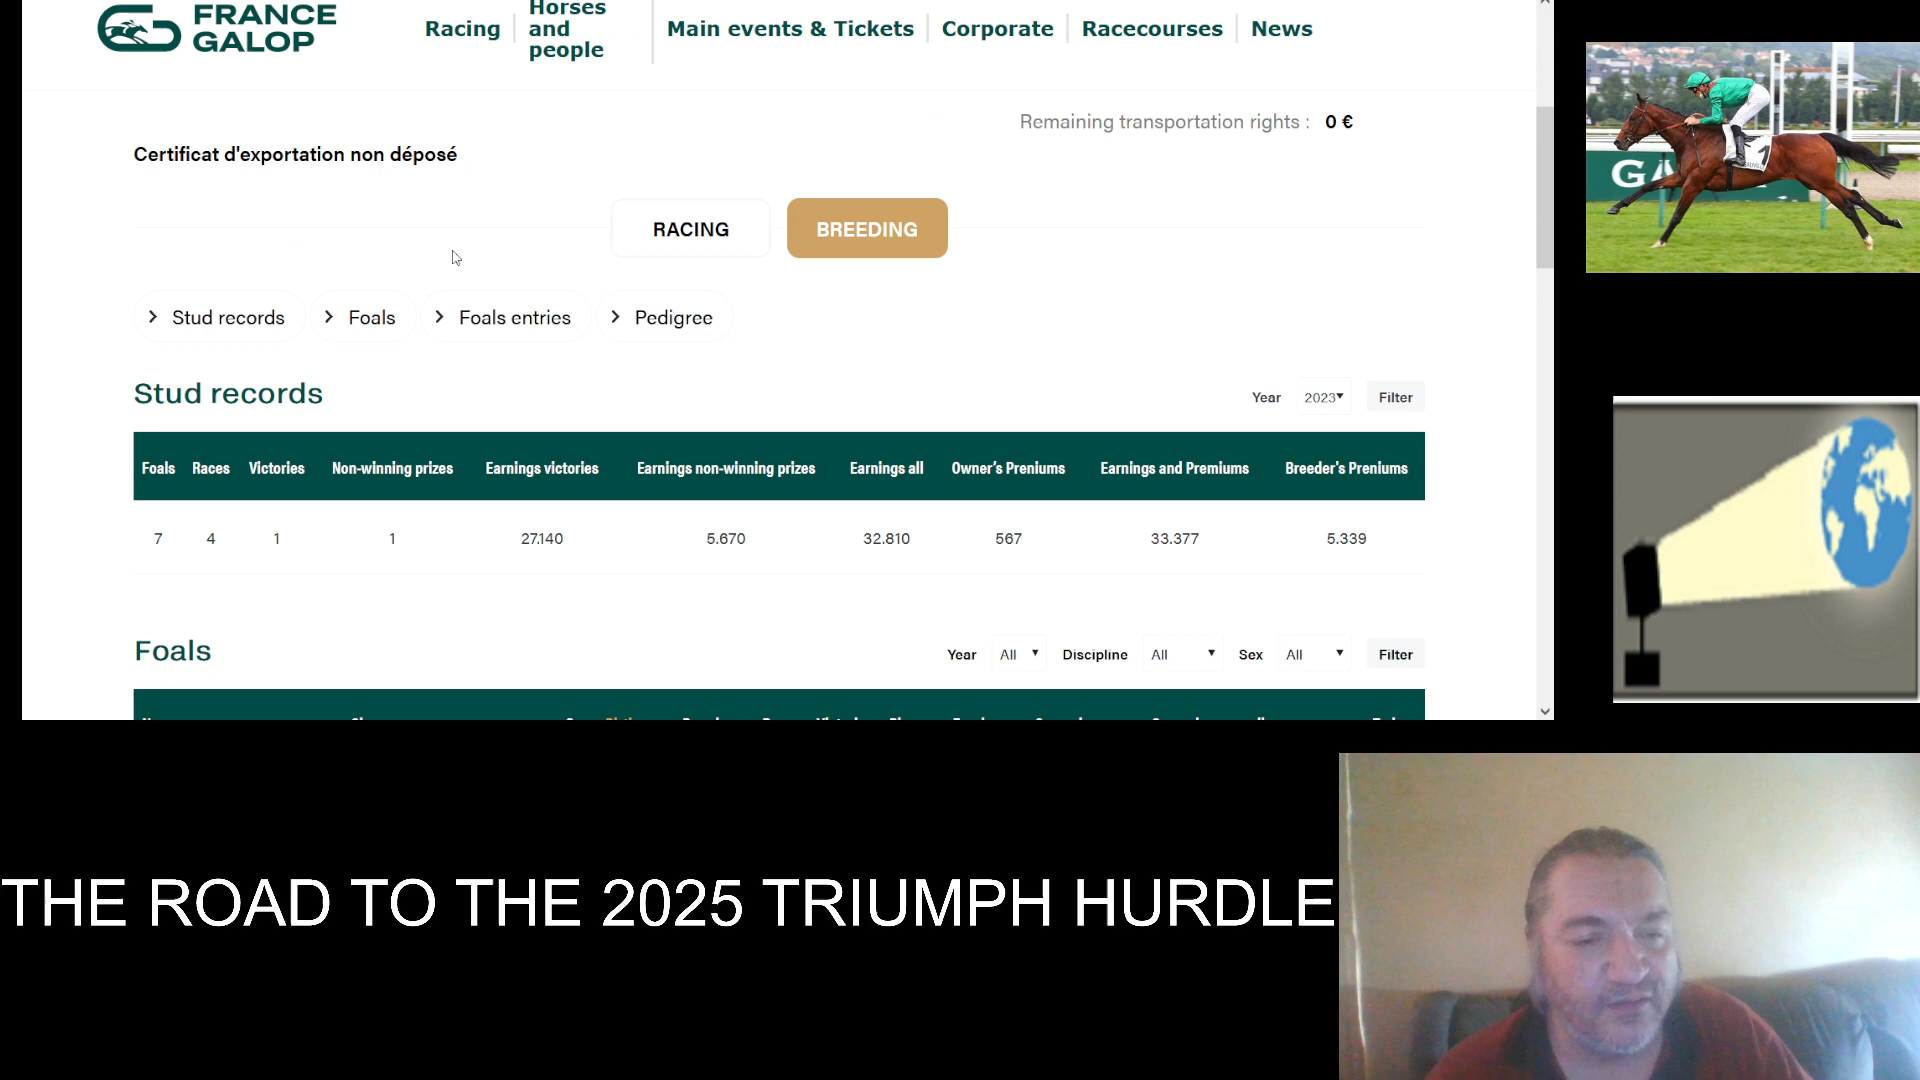 FRANCE
GALOP
Racing
Horses
and
people
Main events & Tickets
Corporate
Racecourses
News
Remaining transportation rights : 0 €
Certificat d'exportation non déposé
RACING
BREEDING
Stud records
Foals
Foals entries
Pedigree
Stud records
Year 2023 Filter
Foals Races Victories Non-winning prizes Earnings victories Earnings non-winning prizes Earnings all Owner's Preniums Earnings and Premiums Breeder's Preniums
7 4 1 1 27.140 5.670 32.810 567 33.377 5.339
Foals
Year All Discipline All Sex All Filter
GA
1
THE ROAD TO THE 2025 TRIUMPH HURDLE